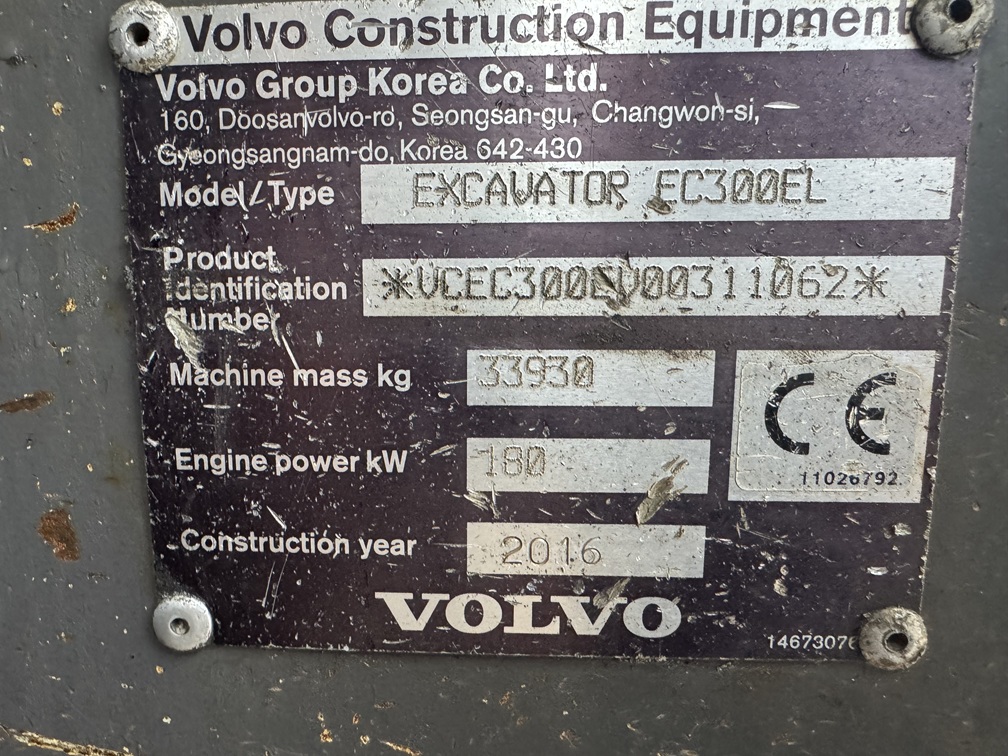 Volvo Construction Equipment
Volvo Group Korea Co. Ltd.
160, Doosanvolvo-ro, Seongsan-gu, Changwon-si,
Gyeongsangnam-do, Korea 642-430
Model/Type EXCAVATOR EC300EL
Product
Identification
Number
*VCEC300EV00311062*
Machine mass kg 33930
CE
Engine power kW 180
11026792
Construction year 2016
VOLVO